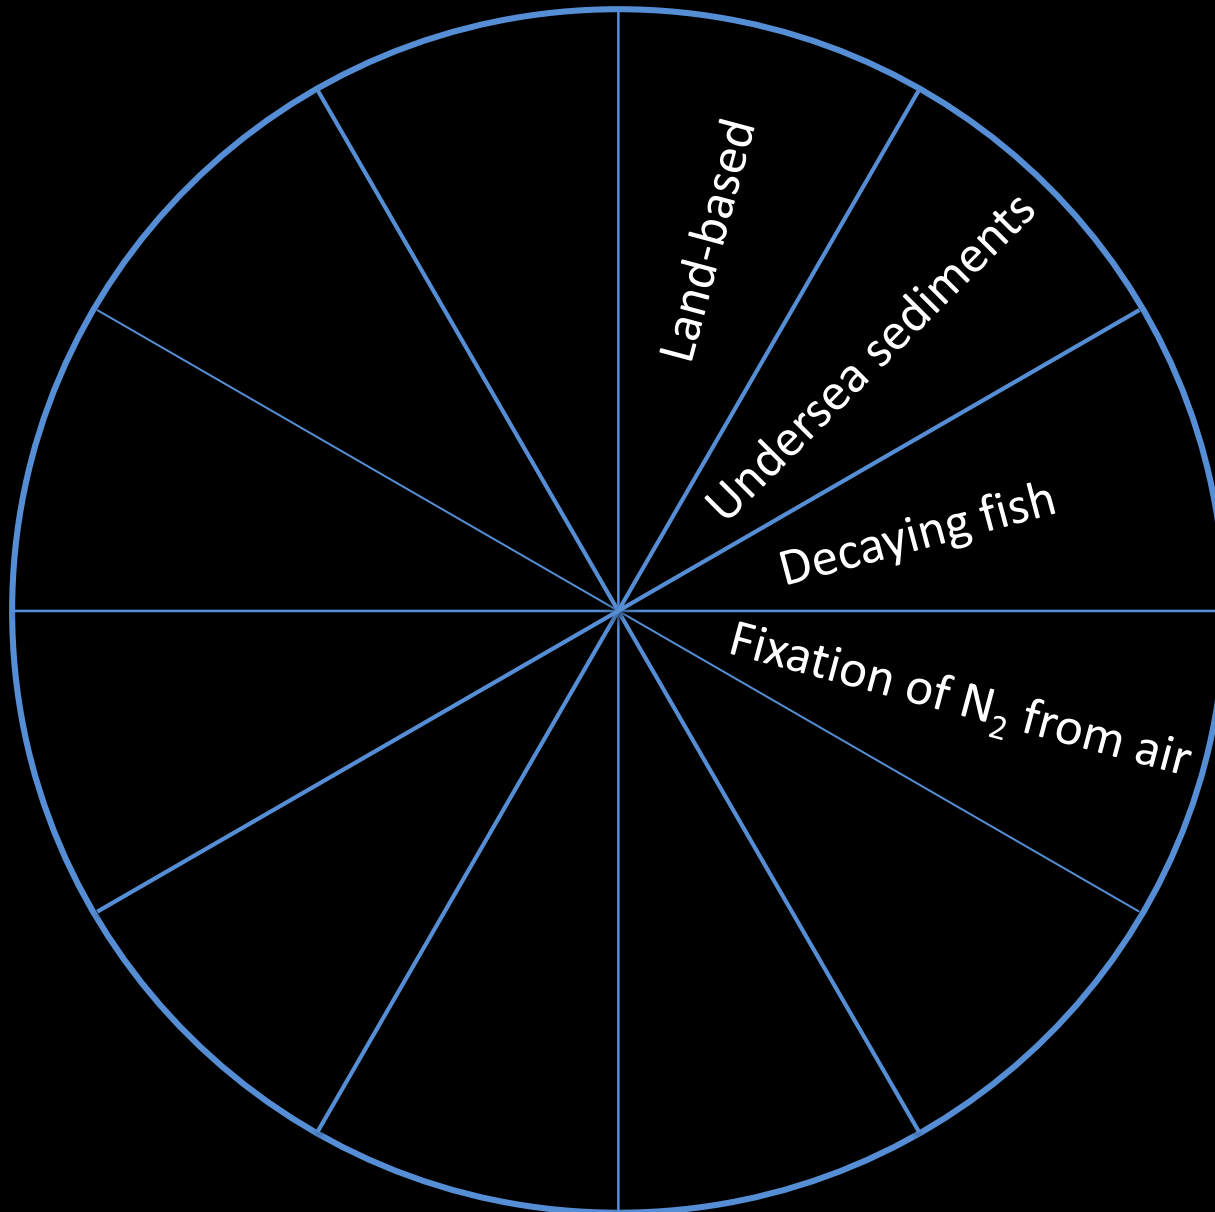 Land-based
Undersea sediments
Decaying fish
Fixation of N₂ from air